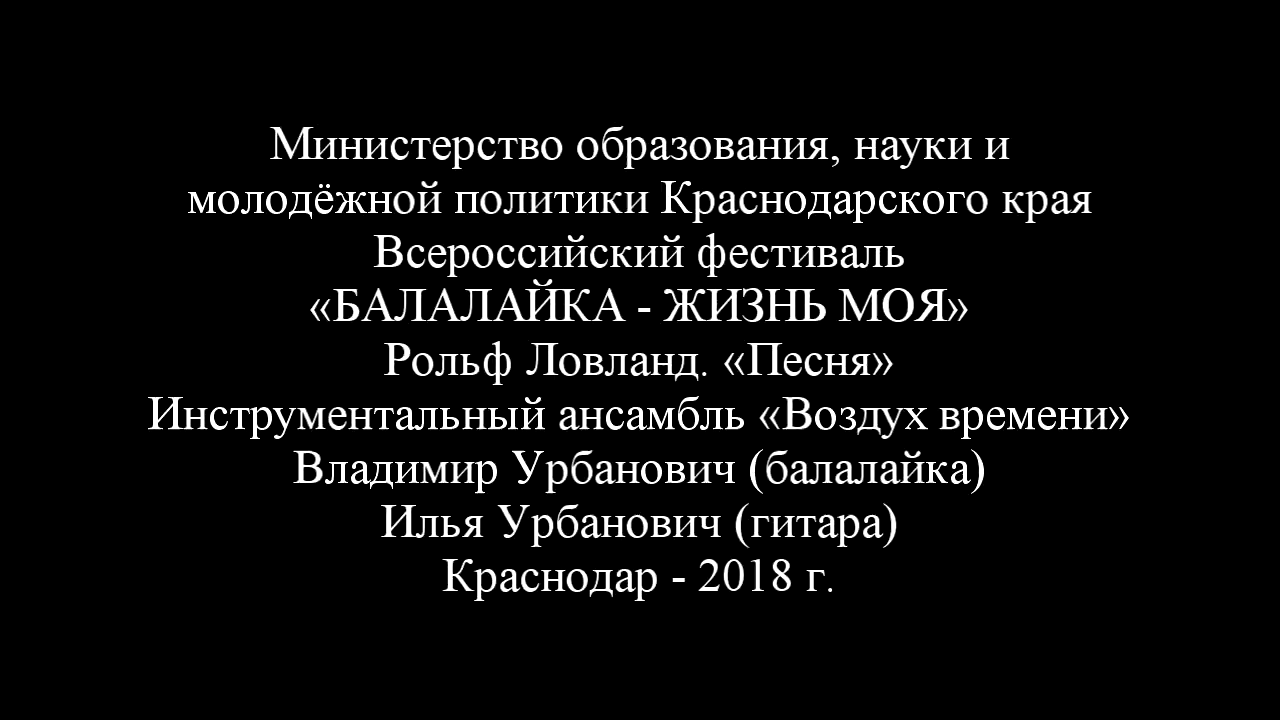 Министерство образования, науки и
молодёжной политики Краснодарского края
Всероссийский фестиваль
«БАЛАЛАЙКА - ЖИЗНЬ МОЯ»
Рольф Ловланд. «Песня»
Инструментальный ансамбль «Воздух времени»
Владимир Урбанович (балалайка)
Илья Урбанович (гитара)
Краснодар - 2018 г.